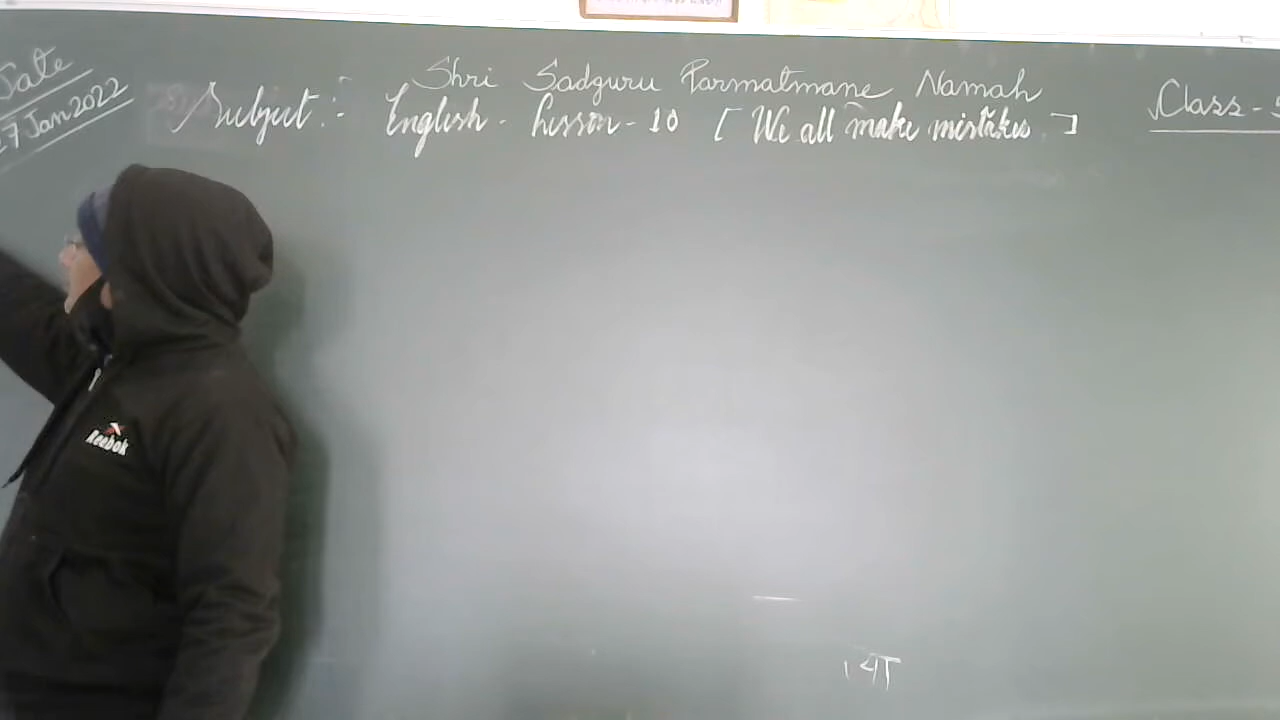 Shri Sadguru Parmatmane Namah
Date
27 Jan 2022
Subject :- English - Lesson - 10 [ We all make mistakes ]
Class - 5
Reebok